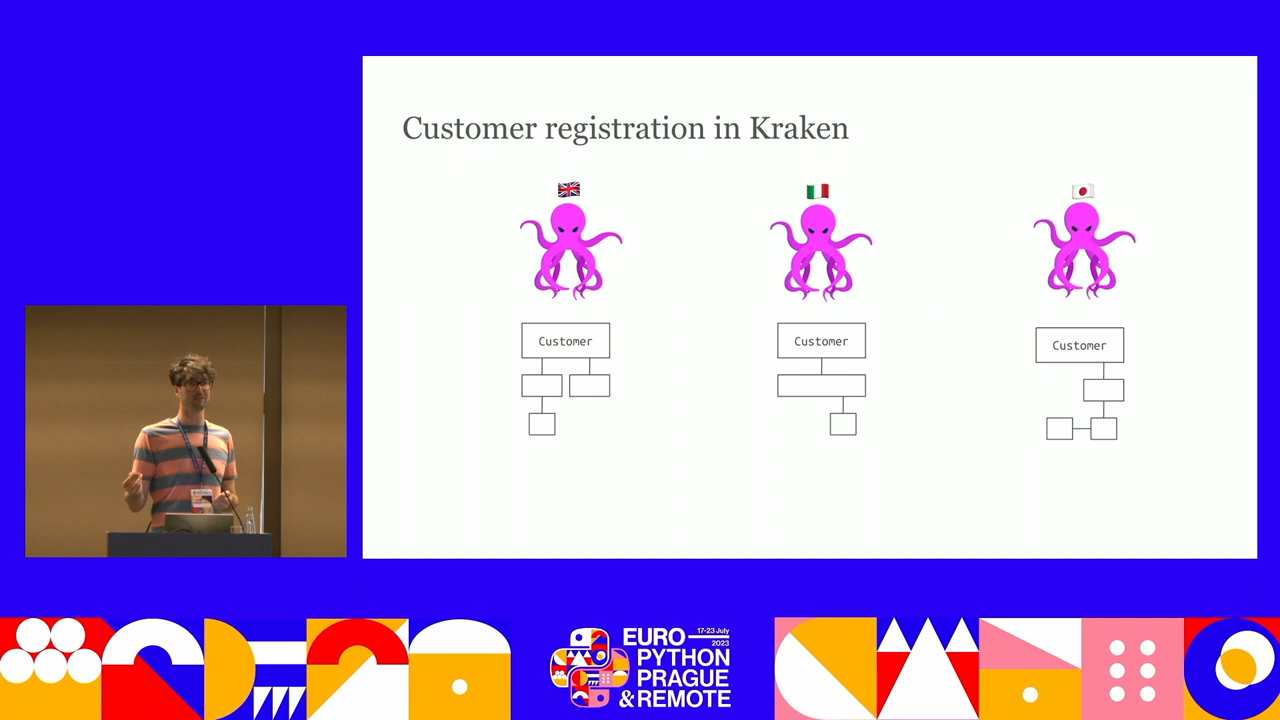 Customer registration in Kraken
Customer
Customer
Customer
EURO
17-23 July
2023
PYTHON
PRAGUE
& REMOTE